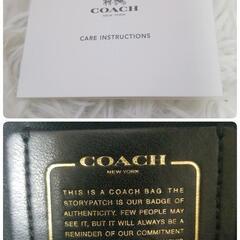 COACH
NEW YORK
CARE INSTRUCTIONS
COACH
NEW YORK
THIS IS A COACH BAG. THE
STORYPATCH IS OUR BADGE OF
AUTHENTICITY. FEW PEOPLE MAY
SEE IT, BUT IT WILL ALWAYS BE A
REMINDER OF OUR COMMITMENT